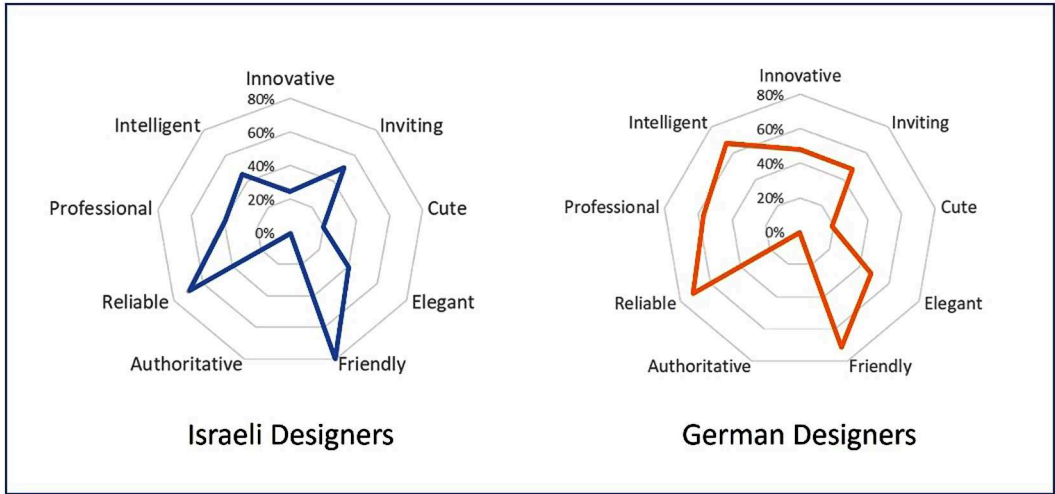 Innovative
80%
Inviting
60%
Intelligent
40%
20%
Professional
Cute
0%
Reliable
Elegant
Authoritative
Friendly
Israeli Designers
Innovative
80%
Inviting
60%
Intelligent
40%
20%
Professional
Cute
0%
Reliable
Elegant
Authoritative
Friendly
German Designers